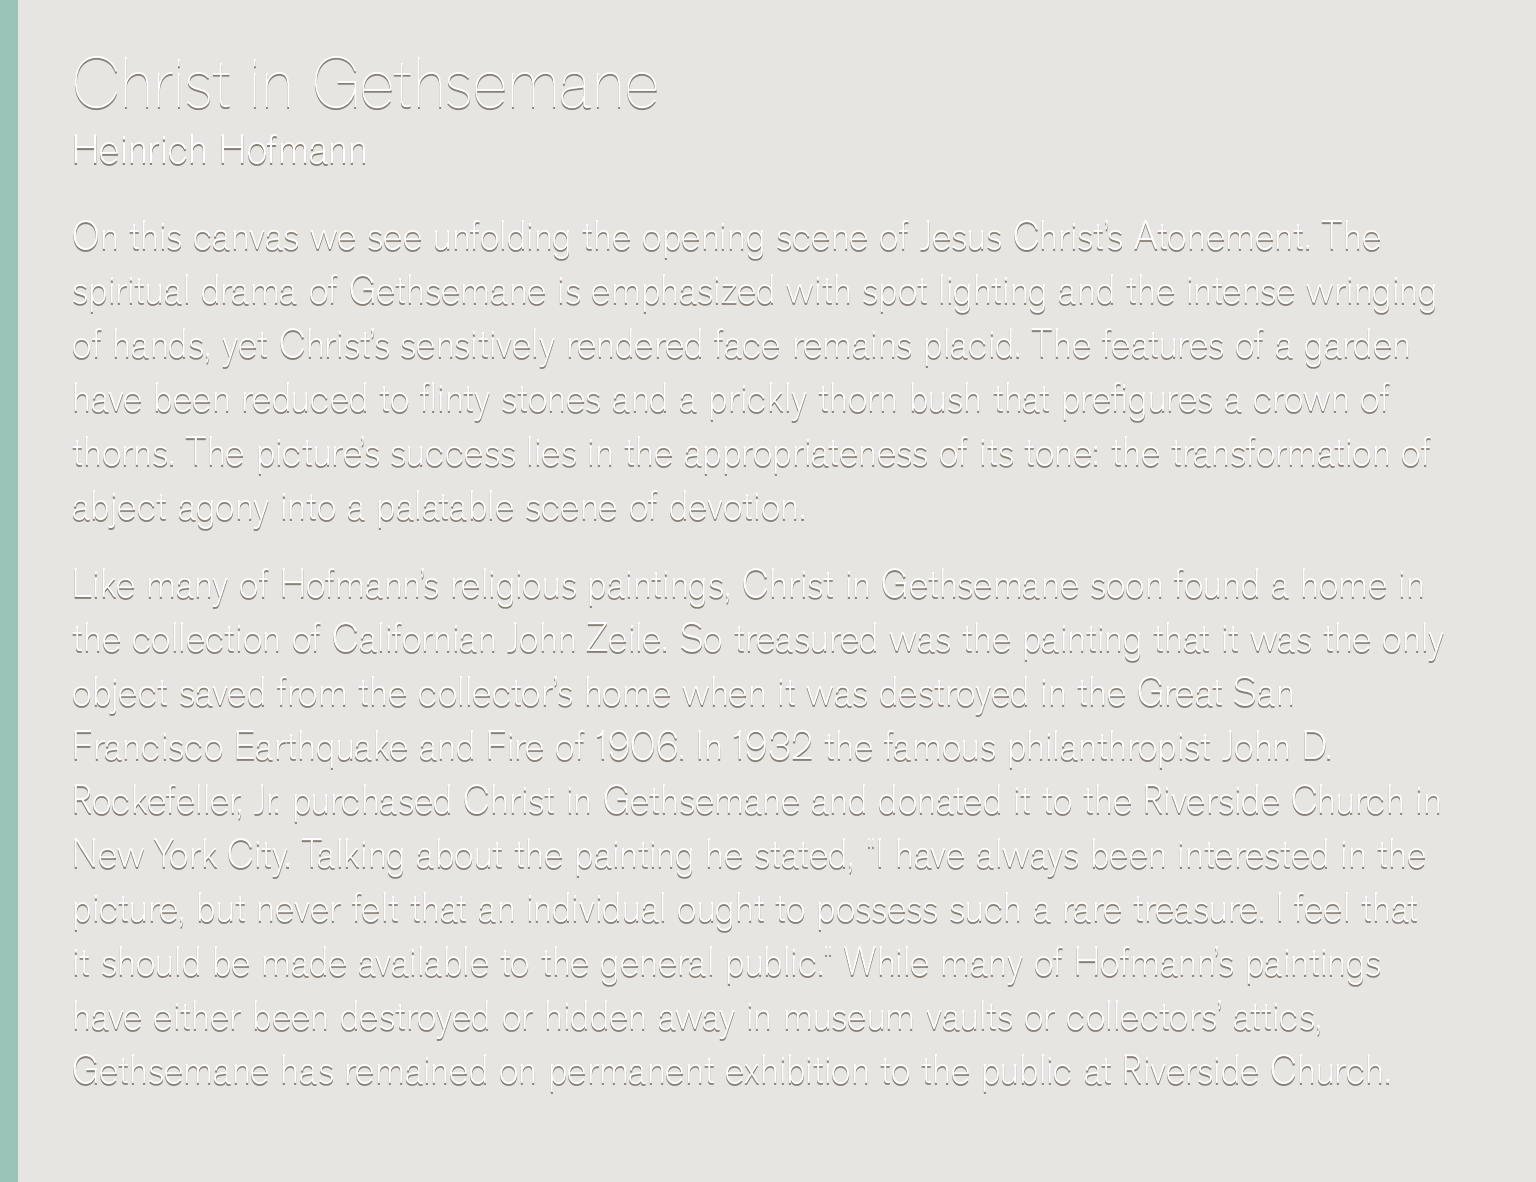 Christ in Gethsemane
Heinrich Hofmann
On this canvas we see unfolding the opening scene of Jesus Christ's Atonement. The
spiritual drama of Gethsemane is emphasized with spot lighting and the intense wringing
of hands, yet Christ's sensitively rendered face remains placid. The features of a garden
have been reduced to flinty stones and a prickly thorn bush that prefigures a crown of
thorns. The picture's success lies in the appropriateness of its tone: the transformation of
abject agony into a palatable scene of devotion.
Like many of Hofmann's religious paintings, Christ in Gethsemane soon found a home in
the collection of Californian John Zeile. So treasured was the painting that it was the only
object saved from the collector's home when it was destroyed in the Great San
Francisco Earthquake and Fire of 1906. In 1932 the famous philanthropist John D.
Rockefeller, Jr. purchased Christ in Gethsemane and donated it to the Riverside Church in
New York City. Talking about the painting he stated, "I have always been interested in the
picture, but never felt that an individual ought to possess such a rare treasure. I feel that
it should be made available to the general public." While many of Hofmann's paintings
have either been destroyed or hidden away in museum vaults or collectors' attics,
Gethsemane has remained on permanent exhibition to the public at Riverside Church.